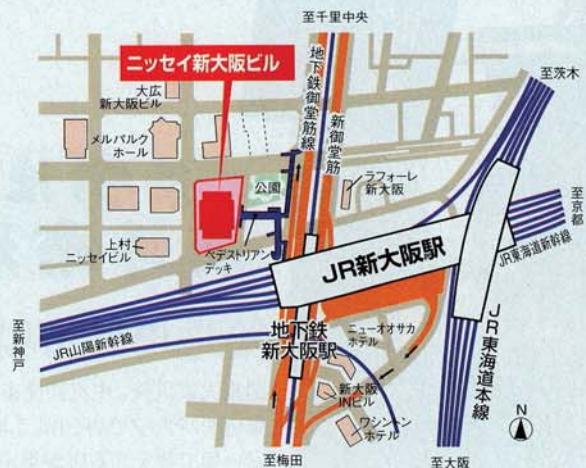 至千里中央
ニッセイ新大阪ビル
地下鉄御堂筋線
新御堂筋
至茨木
大広
新大阪ビル
メルパルク
ホール
公園
ラフォーレ
新大阪
至京都
上村
ニッセイビル
ペデストリアン
デッキ
JR新大阪駅
JR東海道新幹線
至新神戸
JR山陽新幹線
地下鉄
新大阪駅
ニューオオサカ
ホテル
JR東海道本線
新大阪
INビル
ワシントン
ホテル
N
至梅田
至大阪